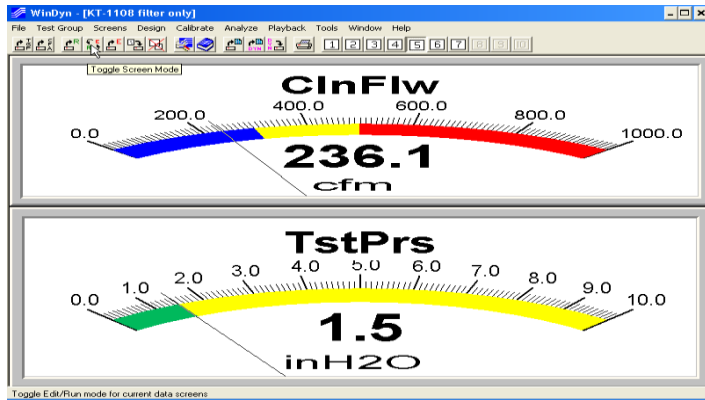 WinDyn - [KT-1108 filter only]
File Test Group Screens Design Calibrate Analyze Playback Tools Window Help
1 2 3 4 5 6 7 8 9 10
Toggle Screen Mode
ClnFlw
0.0 200.0 400.0 600.0 800.0 1000.0
236.1
cfm
TstPrs
0.0 1.0 2.0 3.0 4.0 5.0 6.0 7.0 8.0 9.0 10.0
1.5
inH2O
Toggle Edit/Run mode for current data screens